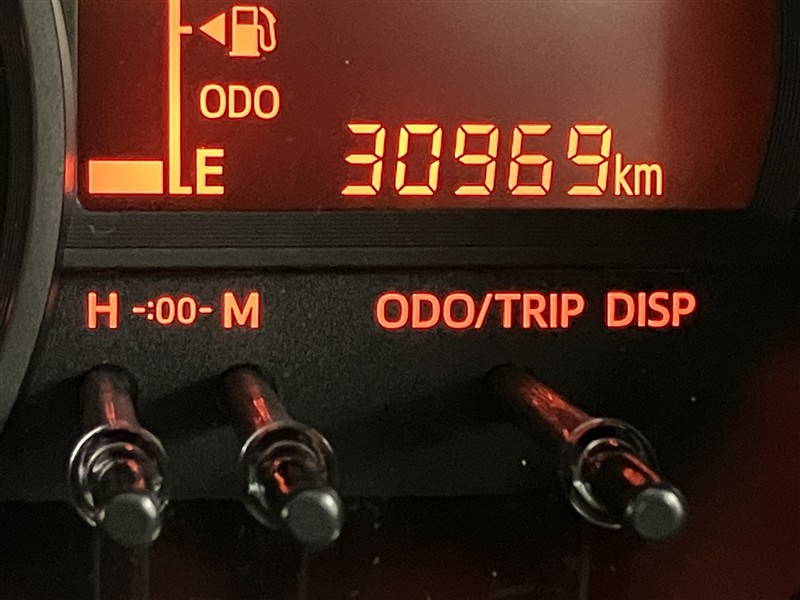 ODO
E 30969km
H -:00- M ODO/TRIP DISP